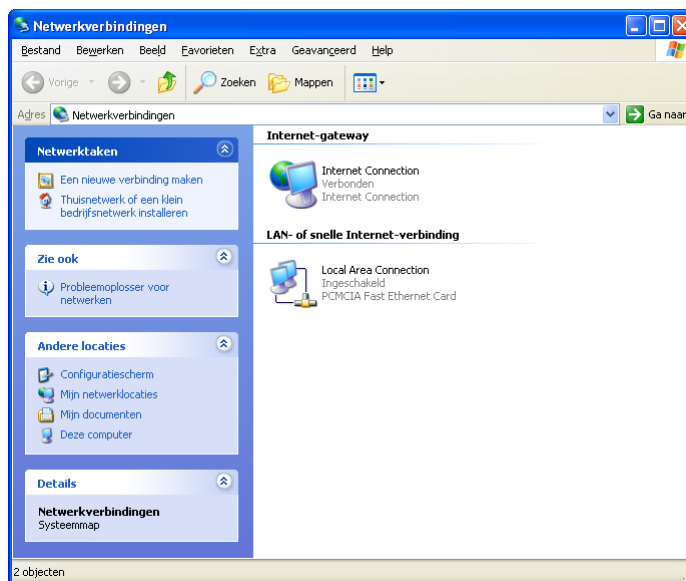 Netwerkverbindingen
Bestand Bewerken Beeld Favorieten Extra Geavanceerd Help
Vorige Zoeken Mappen
Adres Netwerkverbindingen Ga naar
Netwerktaken
Een nieuwe verbinding maken
Thuisnetwerk of een klein
bedrijfsnetwerk installeren
Zie ook
Probleemoplosser voor
netwerken
Andere locaties
Configuratiescherm
Mijn netwerklocaties
Mijn documenten
Deze computer
Details
Netwerkverbindingen
Systeemmap
Internet-gateway
Internet Connection
Verbonden
Internet Connection
LAN- of snelle Internet-verbinding
Local Area Connection
Ingeschakeld
PCMCIA Fast Ethernet Card
2 objecten